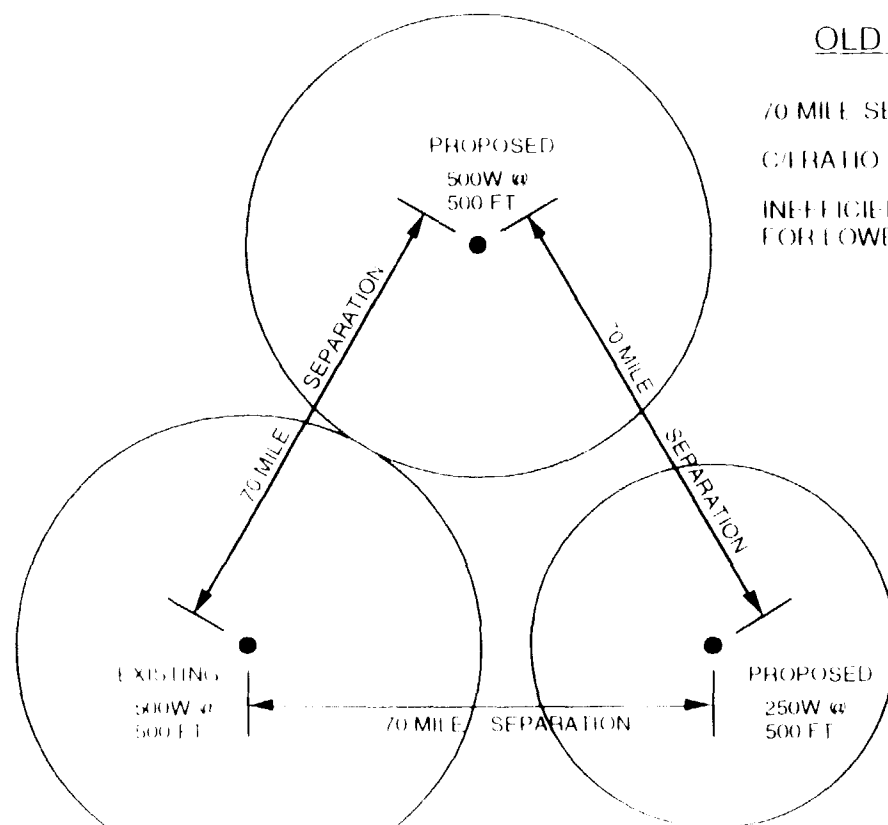 OLD
70 MILE SE
C/I RATIO
INEFFICIE
FOR LOWE
PROPOSED
500W @
500 FT
70 MILE SEPARATION
70 MILE SEPARATION
EXISTING
500W @
500 FT
70 MILE SEPARATION
PROPOSED
250W @
500 FT